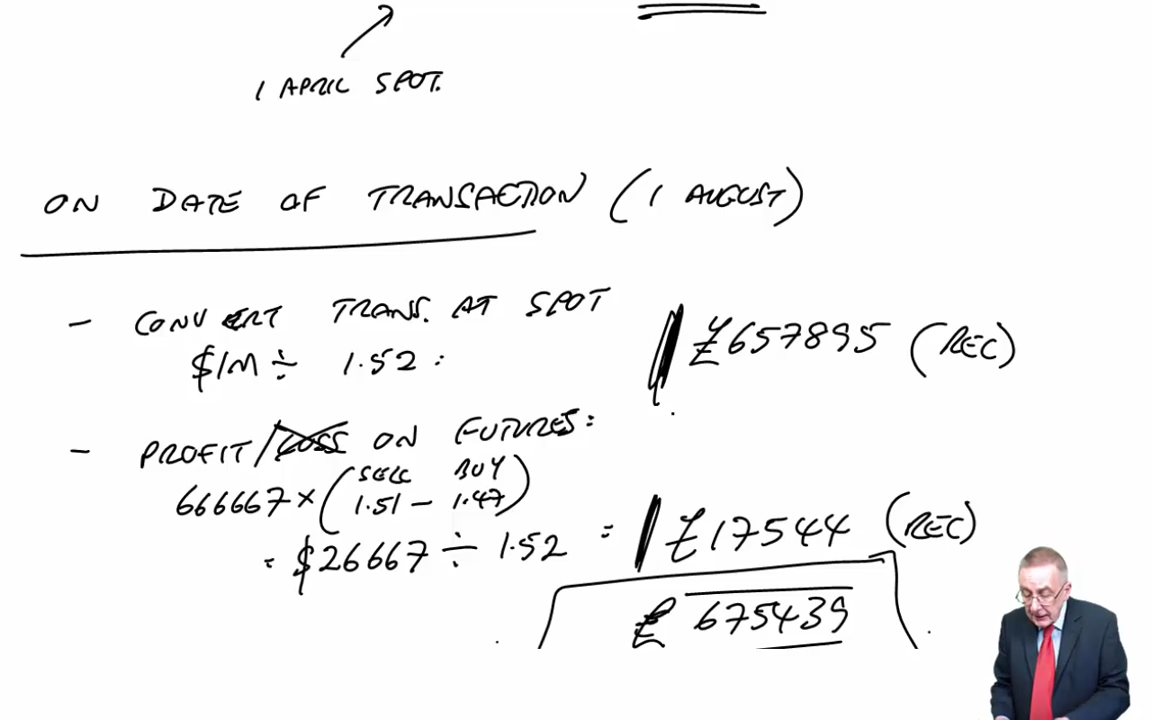 1 APRIL SPOT.
ON DATE OF TRANSACTION (1 AUGUST)
- CONVERT TRANS. AT SPOT
$1M ÷ 1.52 : £657895 (REC)
- PROFIT/LOSS ON FUTURES:
SELL BUY
666667 × (1.51 - 1.47)
= $26667 ÷ 1.52 = £17544 (REC)
£ 675439